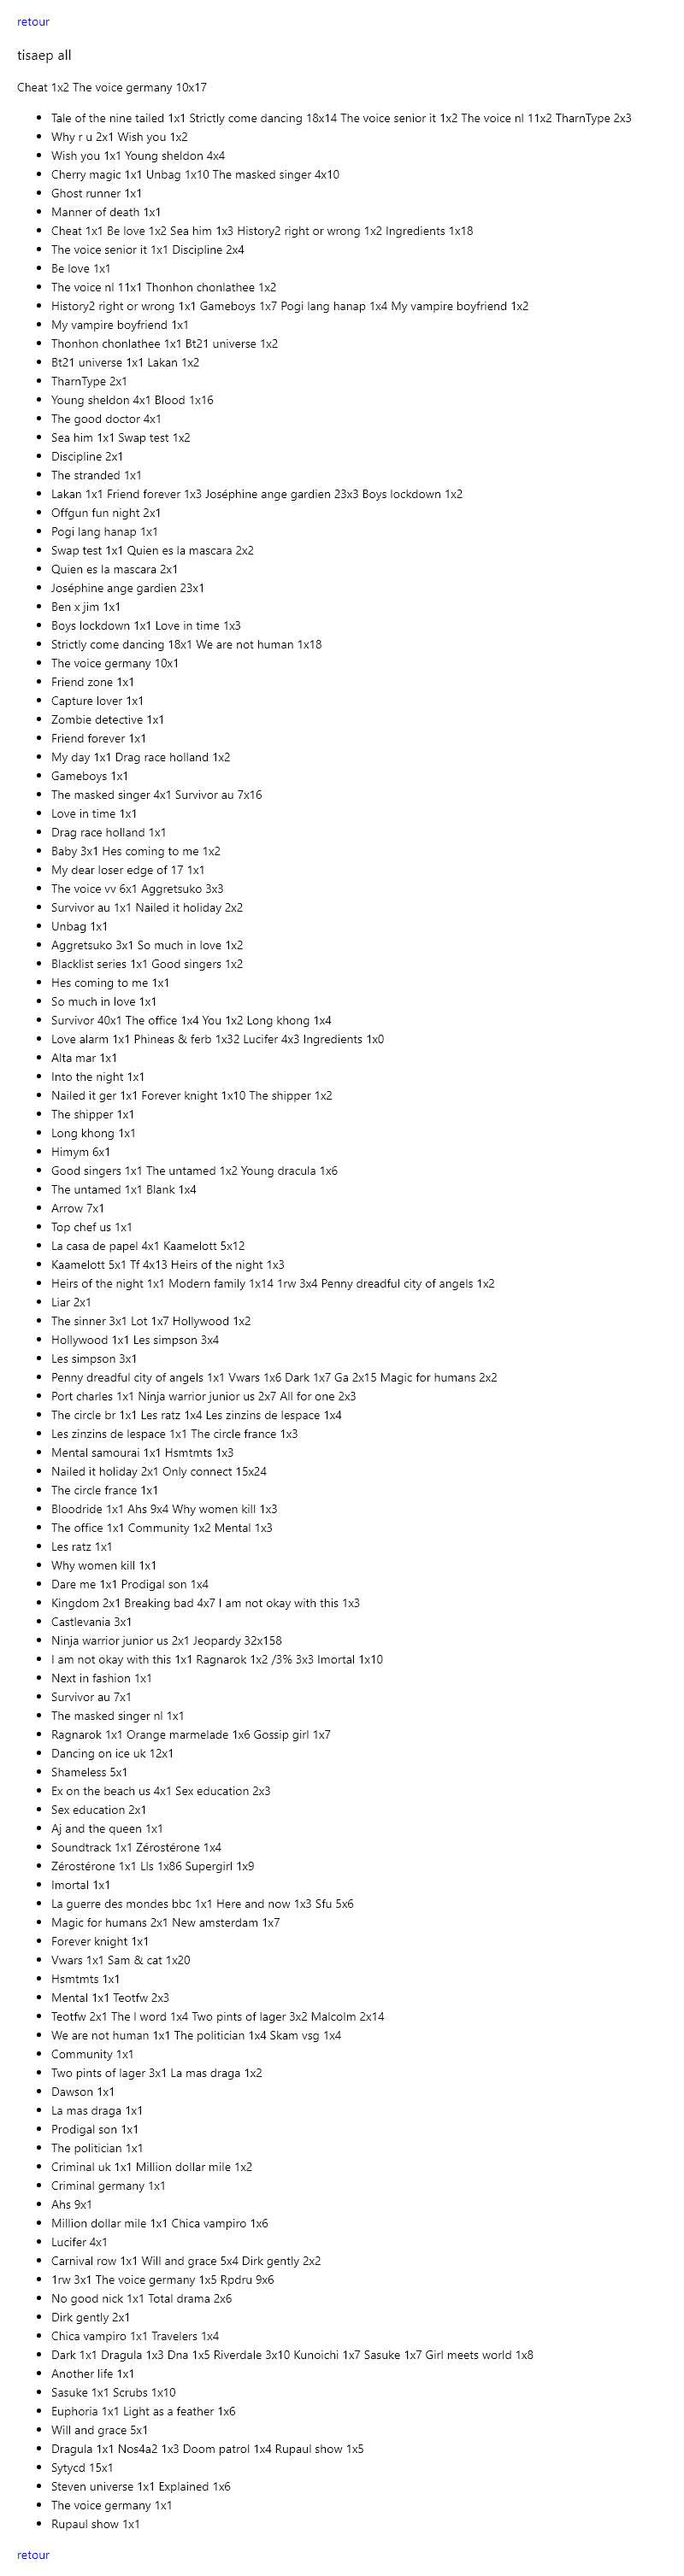 retour
tisaep all
Cheat 1x2 The voice germany 10x17
Tale of the nine tailed 1x1 Strictly come dancing 18x14 The voice senior it 1x2 The voice nl 11x2 TharnType 2x3
Why r u 2x1 Wish you 1x2
Wish you 1x1 Young sheldon 4x4
Cherry magic 1x1 Unbag 1x10 The masked singer 4x10
Ghost runner 1x1
Manner of death 1x1
Cheat 1x1 Be love 1x2 Sea him 1x3 History2 right or wrong 1x2 Ingredients 1x18
The voice senior it 1x1 Discipline 2x4
Be love 1x1
The voice nl 11x1 Thonhon chonlathee 1x2
History2 right or wrong 1x1 Gameboys 1x7 Pogi lang hanap 1x4 My vampire boyfriend 1x2
My vampire boyfriend 1x1
Thonhon chonlathee 1x1 Bt21 universe 1x2
Bt21 universe 1x1 Lakan 1x2
TharnType 2x1
Young sheldon 4x1 Blood 1x16
The good doctor 4x1
Sea him 1x1 Swap test 1x2
Discipline 2x1
The stranded 1x1
Lakan 1x1 Friend forever 1x3 Joséphine ange gardien 23x3 Boys lockdown 1x2
Offgun fun night 2x1
Pogi lang hanap 1x1
Swap test 1x1 Quien es la mascara 2x2
Quien es la mascara 2x1
Joséphine ange gardien 23x1
Ben x jim 1x1
Boys lockdown 1x1 Love in time 1x3
Strictly come dancing 18x1 We are not human 1x18
The voice germany 10x1
Friend zone 1x1
Capture lover 1x1
Zombie detective 1x1
Friend forever 1x1
My day 1x1 Drag race holland 1x2
Gameboys 1x1
The masked singer 4x1 Survivor au 7x16
Love in time 1x1
Drag race holland 1x1
Baby 3x1 Hes coming to me 1x2
My dear loser edge of 17 1x1
The voice vv 6x1 Aggretsuko 3x3
Survivor au 1x1 Nailed it holiday 2x2
Unbag 1x1
Aggretsuko 3x1 So much in love 1x2
Blacklist series 1x1 Good singers 1x2
Hes coming to me 1x1
So much in love 1x1
Survivor 40x1 The office 1x4 You 1x2 Long khong 1x4
Love alarm 1x1 Phineas & ferb 1x32 Lucifer 4x3 Ingredients 1x0
Alta mar 1x1
Into the night 1x1
Nailed it ger 1x1 Forever knight 1x10 The shipper 1x2
The shipper 1x1
Long khong 1x1
Himym 6x1
Good singers 1x1 The untamed 1x2 Young dracula 1x6
The untamed 1x1 Blank 1x4
Arrow 7x1
Top chef us 1x1
La casa de papel 4x1 Kaamelott 5x12
Kaamelott 5x1 Tf 4x13 Heirs of the night 1x3
Heirs of the night 1x1 Modern family 1x14 1rw 3x4 Penny dreadful city of angels 1x2
Liar 2x1
The sinner 3x1 Lot 1x7 Hollywood 1x2
Hollywood 1x1 Les simpson 3x4
Les simpson 3x1
Penny dreadful city of angels 1x1 Vwars 1x6 Dark 1x7 Ga 2x15 Magic for humans 2x2
Port charles 1x1 Ninja warrior junior us 2x7 All for one 2x3
The circle br 1x1 Les ratz 1x4 Les zinzins de lespace 1x4
Les zinzins de lespace 1x1 The circle france 1x3
Mental samourai 1x1 Hsmtmts 1x3
Nailed it holiday 2x1 Only connect 15x24
The circle france 1x1
Bloodride 1x1 Ahs 9x4 Why women kill 1x3
The office 1x1 Community 1x2 Mental 1x3
Les ratz 1x1
Why women kill 1x1
Dare me 1x1 Prodigal son 1x4
Kingdom 2x1 Breaking bad 4x7 I am not okay with this 1x3
Castlevania 3x1
Ninja warrior junior us 2x1 Jeopardy 32x158
I am not okay with this 1x1 Ragnarok 1x2 /3% 3x3 Imortal 1x10
Next in fashion 1x1
Survivor au 7x1
The masked singer nl 1x1
Ragnarok 1x1 Orange marmelade 1x6 Gossip girl 1x7
Dancing on ice uk 12x1
Shameless 5x1
Ex on the beach us 4x1 Sex education 2x3
Sex education 2x1
Aj and the queen 1x1
Soundtrack 1x1 Zérostérone 1x4
Zérostérone 1x1 Lls 1x86 Supergirl 1x9
Imortal 1x1
La guerre des mondes bbc 1x1 Here and now 1x3 Sfu 5x6
Magic for humans 2x1 New amsterdam 1x7
Forever knight 1x1
Vwars 1x1 Sam & cat 1x20
Hsmtmts 1x1
Mental 1x1 Teotfw 2x3
Teotfw 2x1 The l word 1x4 Two pints of lager 3x2 Malcolm 2x14
We are not human 1x1 The politician 1x4 Skam vsg 1x4
Community 1x1
Two pints of lager 3x1 La mas draga 1x2
Dawson 1x1
La mas draga 1x1
Prodigal son 1x1
The politician 1x1
Criminal uk 1x1 Million dollar mile 1x2
Criminal germany 1x1
Ahs 9x1
Million dollar mile 1x1 Chica vampiro 1x6
Lucifer 4x1
Carnival row 1x1 Will and grace 5x4 Dirk gently 2x2
1rw 3x1 The voice germany 1x5 Rpdru 9x6
No good nick 1x1 Total drama 2x6
Dirk gently 2x1
Chica vampiro 1x1 Travelers 1x4
Dark 1x1 Dragula 1x3 Dna 1x5 Riverdale 3x10 Kunoichi 1x7 Sasuke 1x7 Girl meets world 1x8
Another life 1x1
Sasuke 1x1 Scrubs 1x10
Euphoria 1x1 Light as a feather 1x6
Will and grace 5x1
Dragula 1x1 Nos4a2 1x3 Doom patrol 1x4 Rupaul show 1x5
Sytycd 15x1
Steven universe 1x1 Explained 1x6
The voice germany 1x1
Rupaul show 1x1
retour